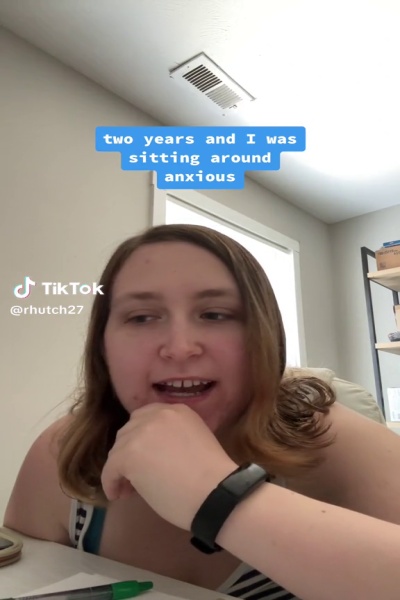 two years and I was
sitting around
anxious
TikTok
@rhutch27